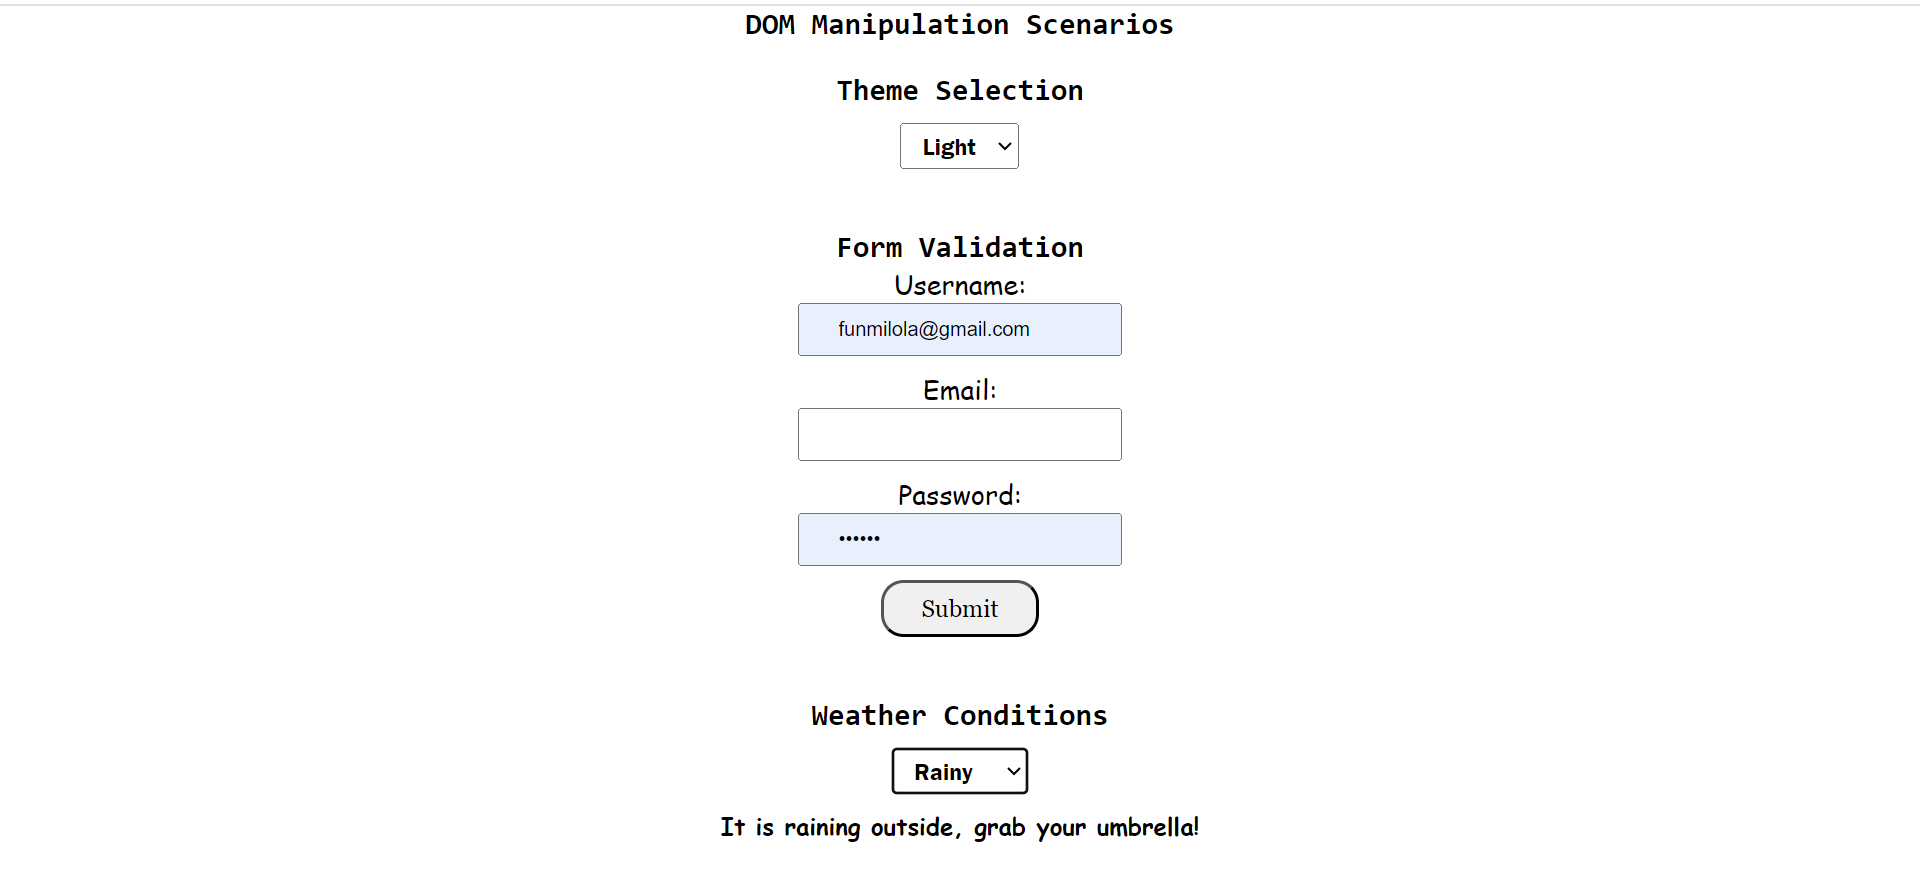 DOM Manipulation Scenarios
Theme Selection
Light
Form Validation
Username:
funmilola@gmail.com
Email:
Password:
••••••
Submit
Weather Conditions
Rainy
It is raining outside, grab your umbrella!